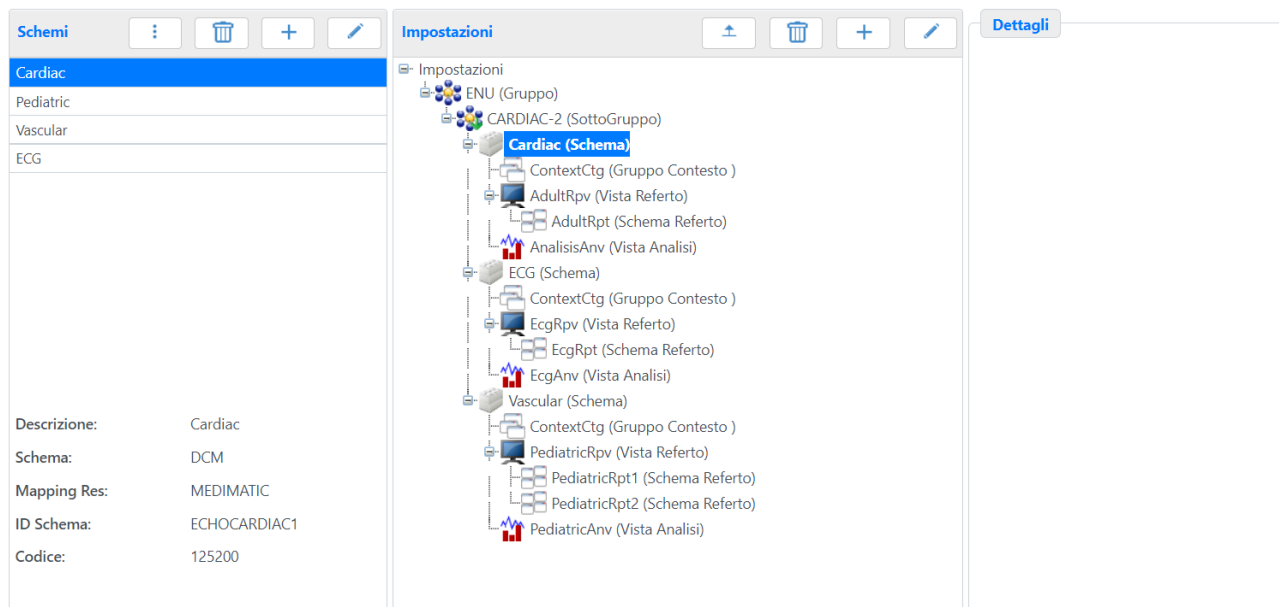 Schemi
Cardiac
Pediatric
Vascular
ECG
Descrizione: Cardiac
Schema: DCM
Mapping Res: MEDIMATIC
ID Schema: ECHOCARDIAC1
Codice: 125200
Impostazioni
Impostazioni
ENU (Gruppo)
CARDIAC-2 (SottoGruppo)
Cardiac (Schema)
ContextCtg (Gruppo Contesto )
AdultRpv (Vista Referto)
AdultRpt (Schema Referto)
AnalisisAnv (Vista Analisi)
ECG (Schema)
ContextCtg (Gruppo Contesto )
EcgRpv (Vista Referto)
EcgRpt (Schema Referto)
EcgAnv (Vista Analisi)
Vascular (Schema)
ContextCtg (Gruppo Contesto )
PediatricRpv (Vista Referto)
PediatricRpt1 (Schema Referto)
PediatricRpt2 (Schema Referto)
PediatricAnv (Vista Analisi)
Dettagli